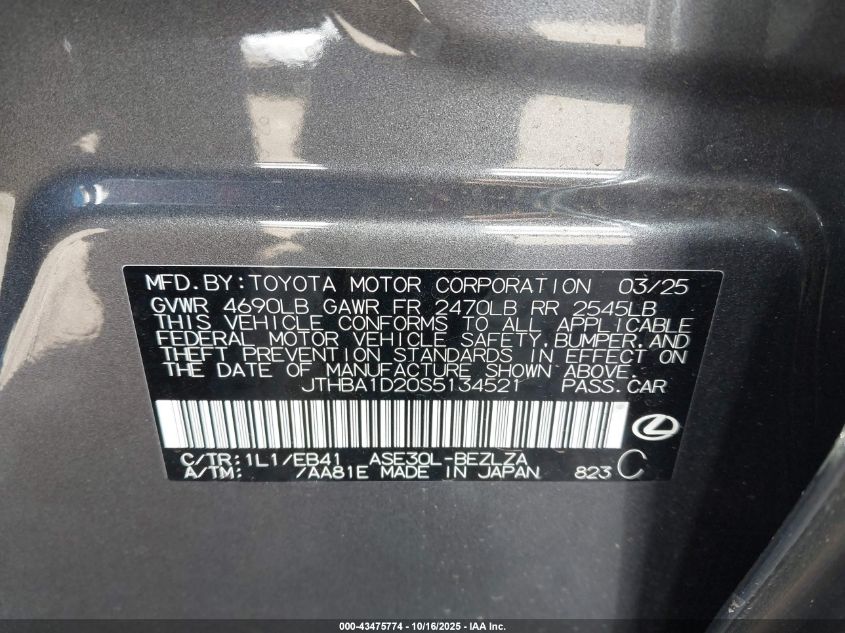 MFD. BY: TOYOTA MOTOR CORPORATION 03/25
GVWR 4690LB GAWR FR 2470LB RR 2545LB
THIS VEHICLE CONFORMS TO ALL APPLICABLE
FEDERAL MOTOR VEHICLE SAFETY, BUMPER, AND
THEFT PREVENTION STANDARDS IN EFFECT ON
THE DATE OF MANUFACTURE SHOWN ABOVE.
JTHBA1D20S5134521 PASS. CAR
C/TR: 1L1/EB41 ASE30L-BEZLZA
A/TM: /AA81E MADE IN JAPAN 823 C
000-43475774 - 10/16/2025 - IAA Inc.